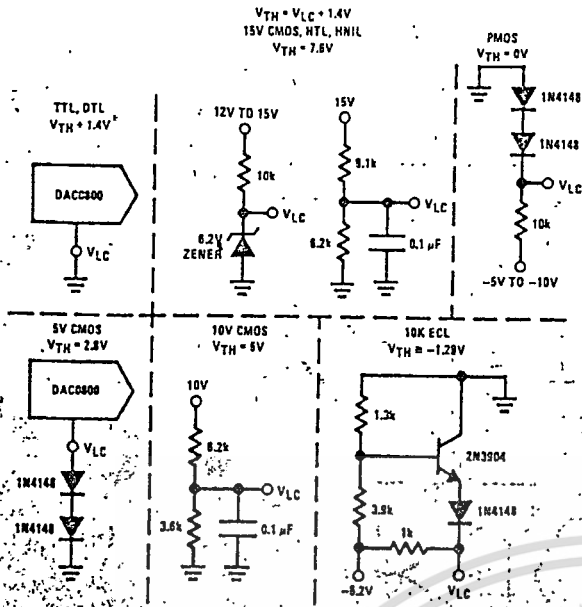 VTH = VLC + 1.4V
15V CMOS, HTL, HNIL
VTH = 7.6V
TTL, DTL
VTH + 1.4V
DAC0800
VLC
12V TO 15V
10k
VLC
6.2V
ZENER
15V
9.1k
VLC
6.2k
0.1 µF
PMOS
VTH = 0V
1N4148
1N4148
VLC
10k
-5V TO -10V
5V CMOS
VTH = 2.8V
DAC0800
VLC
1N4148
1N4148
10V CMOS
VTH = 5V
10V
6.2k
VLC
3.6k
0.1 µF
10K ECL
VTH ≅ -1.29V
1.3k
2N3904
3.9k
1N4148
1k
-5.2V
VLC